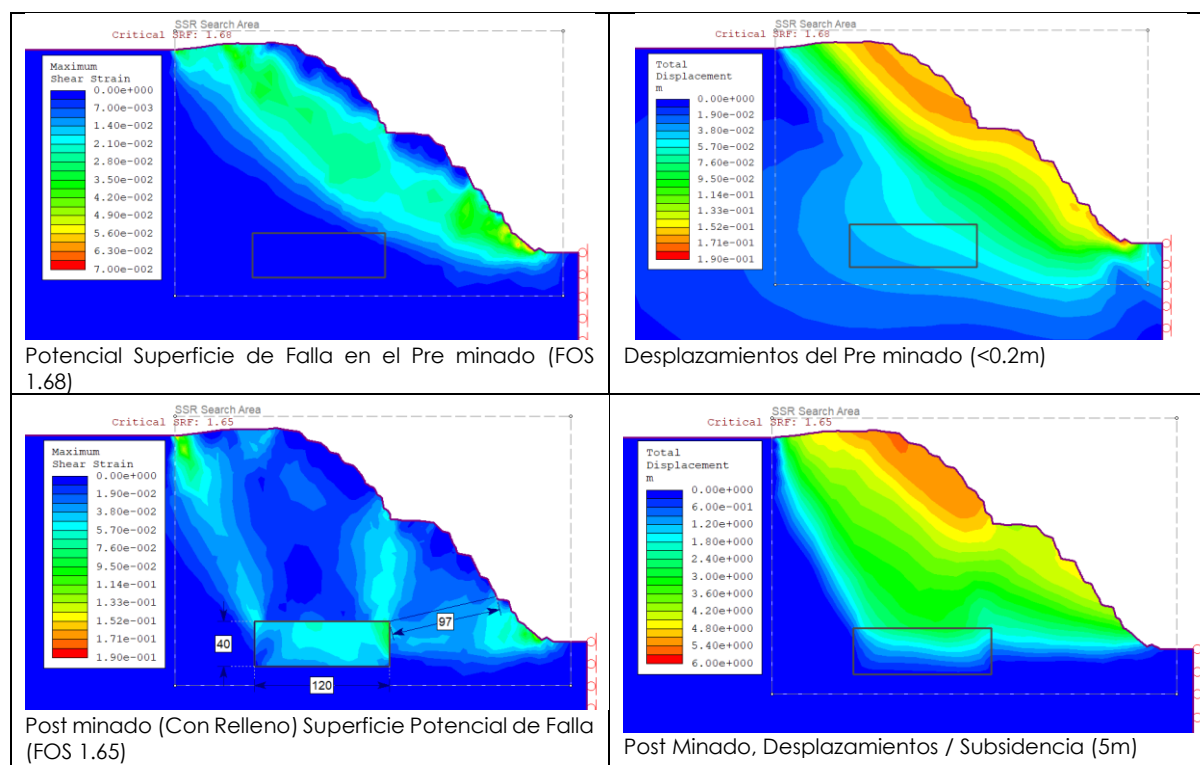 SSR Search Area
Critical SRF: 1.68
Maximum
Shear Strain
0.00e+000
7.00e-003
1.40e-002
2.10e-002
2.80e-002
3.50e-002
4.20e-002
4.90e-002
5.60e-002
6.30e-002
7.00e-002
Potencial Superficie de Falla en el Pre minado (FOS
1.68)
SSR Search Area
Critical SRF: 1.68
Total
Displacement
m
0.00e+000
1.90e-002
3.80e-002
5.70e-002
7.60e-002
9.50e-002
1.14e-001
1.33e-001
1.52e-001
1.71e-001
1.90e-001
Desplazamientos del Pre minado (<0.2m)
SSR Search Area
Critical SRF: 1.65
Maximum
Shear Strain
0.00e+000
1.90e-002
3.80e-002
5.70e-002
7.60e-002
9.50e-002
1.14e-001
1.33e-001
1.52e-001
1.71e-001
1.90e-001
97
40
120
Post minado (Con Relleno) Superficie Potencial de Falla
(FOS 1.65)
SSR Search Area
Critical SRF: 1.65
Total
Displacement
m
0.00e+000
6.00e-001
1.20e+000
1.80e+000
2.40e+000
3.00e+000
3.60e+000
4.20e+000
4.80e+000
5.40e+000
6.00e+000
Post Minado, Desplazamientos / Subsidencia (5m)